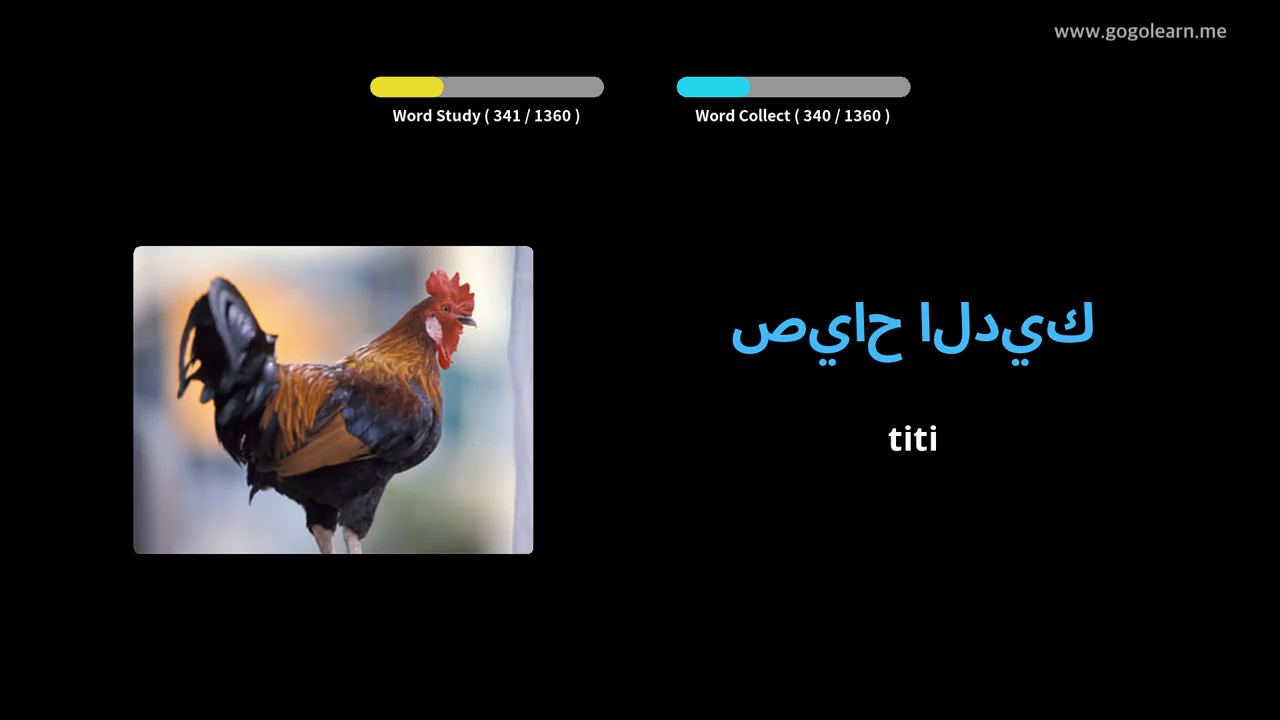 www.gogolearn.me
Word Study ( 341 / 1360 )
Word Collect ( 340 / 1360 )
صياح الديك
titi